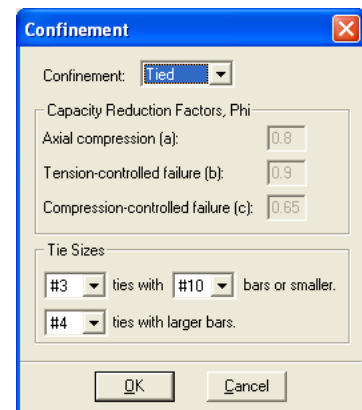 Confinement
Confinement: Tied
Capacity Reduction Factors, Phi
Axial compression (a): 0.8
Tension-controlled failure (b): 0.9
Compression-controlled failure (c): 0.65
Tie Sizes
#3 ties with #10 bars or smaller.
#4 ties with larger bars.
OK Cancel